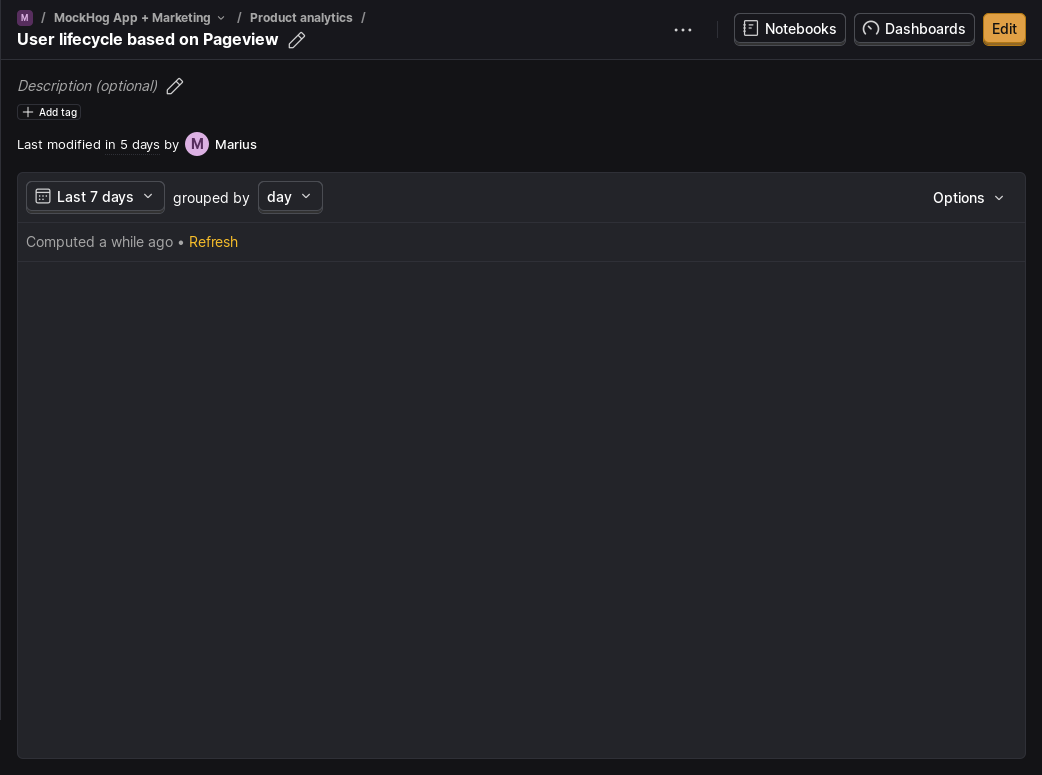 M / MockHog App + Marketing / Product analytics /
User lifecycle based on Pageview
Notebooks
Dashboards
Edit
Description (optional)
Add tag
Last modified in 5 days by M Marius
Last 7 days grouped by day
Options
Computed a while ago • Refresh